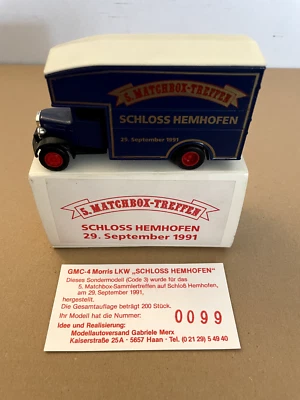 5. MATCHBOX-TREFFEN
SCHLOSS HEMHOFEN
29. September 1991
5. MATCHBOX-TREFFEN
SCHLOSS HEMHOFEN
29. September 1991
GMC-4 Morris LKW „SCHLOSS HEMHOFEN“
Dieses Sondermodell (Code 3) wurde für das
5. Matchbox-Sammlertreffen auf Schloß Hemhofen,
am 29. September 1991,
hergestellt.
Die Gesamtauflage beträgt 200 Stück.
Ihr Modell hat die Nummer: 0099
Idee und Realisierung:
Modellautoversand Gabriele Merx
Kaiserstraße 25A - 5657 Haan - Tel. (0 21 29) 5 49 40